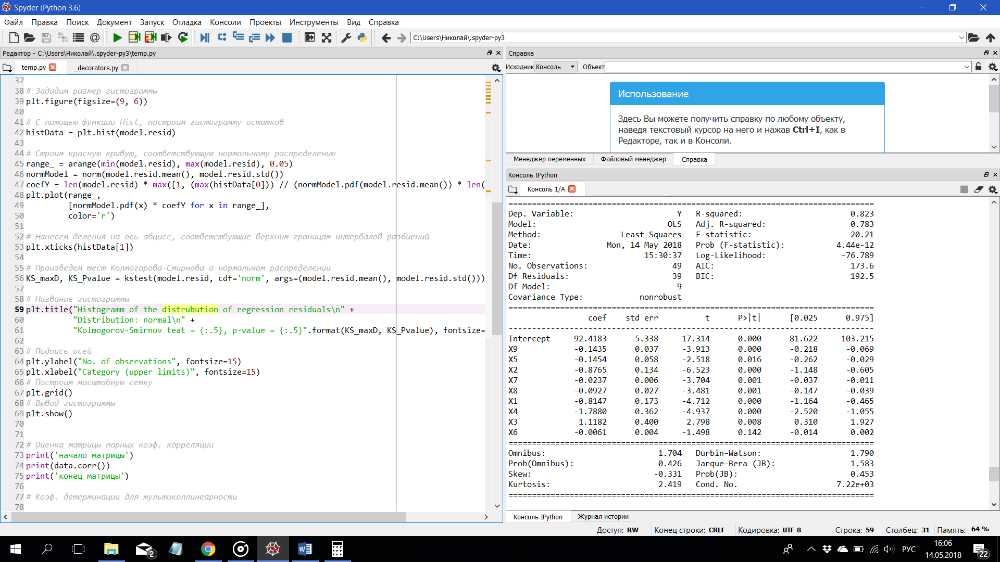 Spyder (Python 3.6)
Файл Правка Поиск Документ Запуск Отладка Консоли Проекты Инструменты Вид Справка
C:\Users\Николай\.spyder-py3
Редактор - C:\Users\Николай\.spyder-py3\temp.py
temp.py _decorators.py
37
38 # Зададим размер гистограммы
39 plt.figure(figsize=(9, 6))
40
41 # С помощью функции Hist, построим гистограмму остатков
42 histData = plt.hist(model.resid)
43
44 # Строим красную кривую, соответствующую нормальному распределению
45 range_ = arange(min(model.resid), max(model.resid), 0.05)
46 normModel = norm(model.resid.mean(), model.resid.std())
47 coefY = len(model.resid) * max([1, (max(histData[0])) // (normModel.pdf(model.resid.mean()) * len(
48 plt.plot(range_,
49 [normModel.pdf(x) * coefY for x in range_],
50 color='r')
51
52 # Нанесем деления на ось абцисс, соответствующие верхним границам интервалов разбиений
53 plt.xticks(histData[1])
54
55 # Произведем тест Колмогорова-Смирнова о нормальном распределении
56 KS_maxD, KS_Pvalue = kstest(model.resid, cdf='norm', args=(model.resid.mean(), model.resid.std()))
57
58 # Название гистограммы
59 plt.title("Histogramm of the distrubution of regression residuals\n" +
60 "Distribution: normal\n" +
61 "Kolmogorov-Smirnov teat = {:.5}, p-value = {:.5}".format(KS_maxD, KS_Pvalue), fontsize=
62
63 # Подпись осей
64 plt.ylabel("No. of observations", fontsize=15)
65 plt.xlabel("Category (upper limits)", fontsize=15)
66 # Построим масштабную сетку
67 plt.grid()
68 # Вывод гистограммы
69 plt.show()
70
71
72 # Оценка матрицы парных коэф. корреляции
73 print('начало матрицы')
74 print(data.corr())
75 print('конец матрицы')
76
77 # Коэф. детерминации для мультиколлинеарности
78
Справка
Исходник Консоль Объект
Использование
Здесь Вы можете получить справку по любому объекту,
наведя текстовый курсор на него и нажав Ctrl+I, как в
Редакторе, так и в Консоли.
Менеджер переменных Файловый менеджер Справка
Консоль IPython
Консоль 1/A
==============================================================================
Dep. Variable: Y R-squared: 0.823
Model: OLS Adj. R-squared: 0.783
Method: Least Squares F-statistic: 20.21
Date: Mon, 14 May 2018 Prob (F-statistic): 4.44e-12
Time: 15:30:37 Log-Likelihood: -76.789
No. Observations: 49 AIC: 173.6
Df Residuals: 39 BIC: 192.5
Df Model: 9
Covariance Type: nonrobust
==============================================================================
coef std err t P>|t| [0.025 0.975]
------------------------------------------------------------------------------
Intercept 92.4183 5.338 17.314 0.000 81.622 103.215
X9 -0.1435 0.037 -3.913 0.000 -0.218 -0.069
X5 -0.1454 0.058 -2.518 0.016 -0.262 -0.029
X2 -0.8765 0.134 -6.523 0.000 -1.148 -0.605
X7 -0.0237 0.006 -3.704 0.001 -0.037 -0.011
X8 -0.0927 0.027 -3.481 0.001 -0.147 -0.039
X1 -0.8147 0.173 -4.712 0.000 -1.164 -0.465
X4 -1.7880 0.362 -4.937 0.000 -2.520 -1.055
X3 1.1182 0.400 2.798 0.008 0.310 1.927
X6 -0.0061 0.004 -1.498 0.142 -0.014 0.002
==============================================================================
Omnibus: 1.704 Durbin-Watson: 1.790
Prob(Omnibus): 0.426 Jarque-Bera (JB): 1.583
Skew: -0.331 Prob(JB): 0.453
Kurtosis: 2.419 Cond. No. 7.22e+03
==============================================================================
Консоль IPython Журнал истории
Доступ: RW Конец строки: CRLF Кодировка: UTF-8 Строка: 59 Столбец: 31 Память: 64 %
2
РУС
16:06
14.05.2018
22